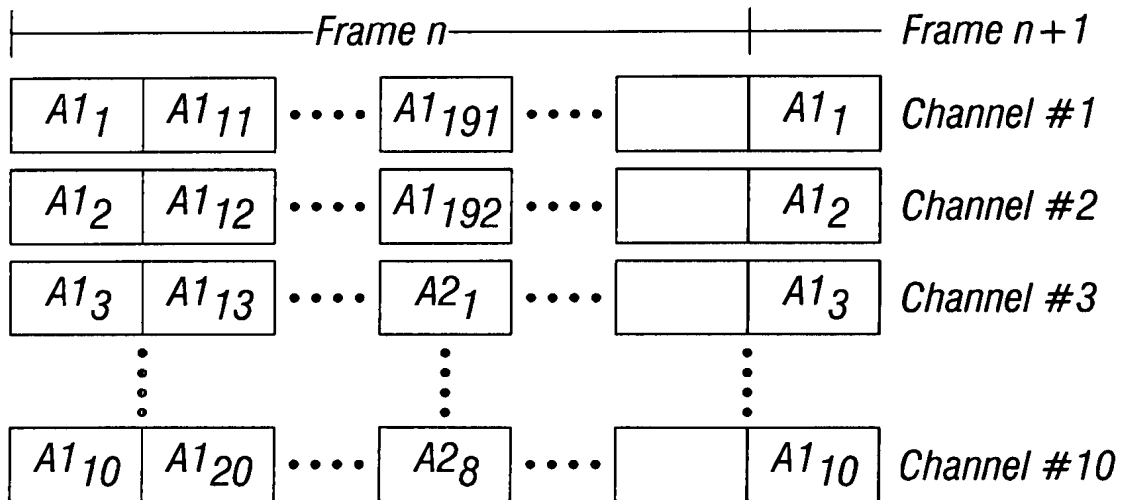 Frame n Frame n+1
A1₁ A1₁₁ •••• A1₁₉₁ •••• A1₁ Channel #1
A1₂ A1₁₂ •••• A1₁₉₂ •••• A1₂ Channel #2
A1₃ A1₁₃ •••• A2₁ •••• A1₃ Channel #3
A1₁₀ A1₂₀ •••• A2₈ •••• A1₁₀ Channel #10